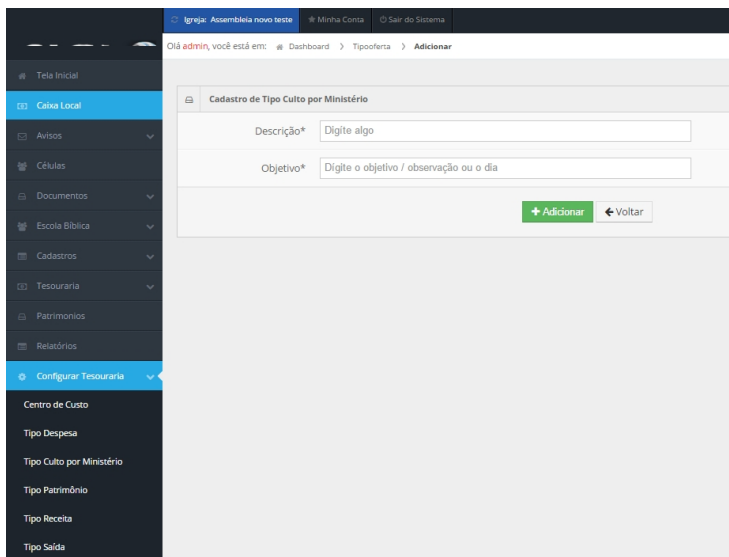 Igreja: Assembleia novo teste
Minha Conta
Sair do Sistema
Olá admin, você está em: Dashboard > Tipooferta > Adicionar
Tela Inicial
Caixa Local
Avisos
Células
Documentos
Escola Bíblica
Cadastros
Tesouraria
Patrimonios
Relatórios
Configurar Tesouraria
Centro de Custo
Tipo Despesa
Tipo Culto por Ministério
Tipo Patrimônio
Tipo Receita
Tipo Saída
Cadastro de Tipo Culto por Ministério
Descrição*
Digite algo
Objetivo*
Digite o objetivo / observação ou o dia
Adicionar
Voltar